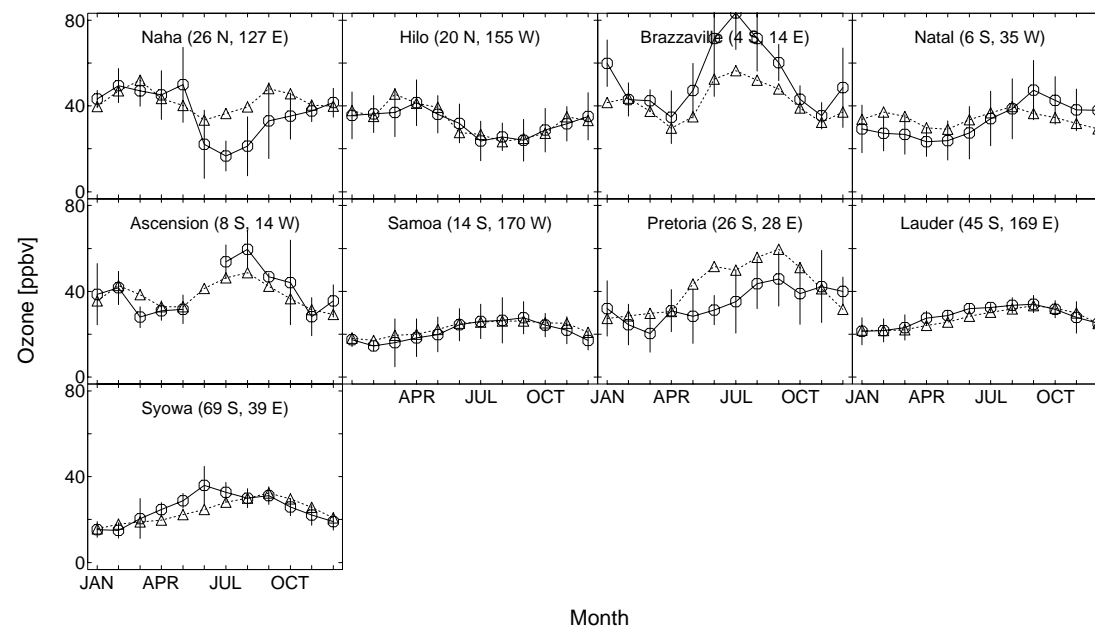 80
Naha (26 N, 127 E) Hilo (20 N, 155 W) Brazzaville (4 S, 14 E) Natal (6 S, 35 W)
40
0
80
Ascension (8 S, 14 W) Samoa (14 S, 170 W) Pretoria (26 S, 28 E) Lauder (45 S, 169 E)
40
0
80
APR JUL OCT JAN APR JUL OCT JAN APR JUL OCT
Syowa (69 S, 39 E)
40
0
JAN APR JUL OCT
Ozone [ppbv]
Month